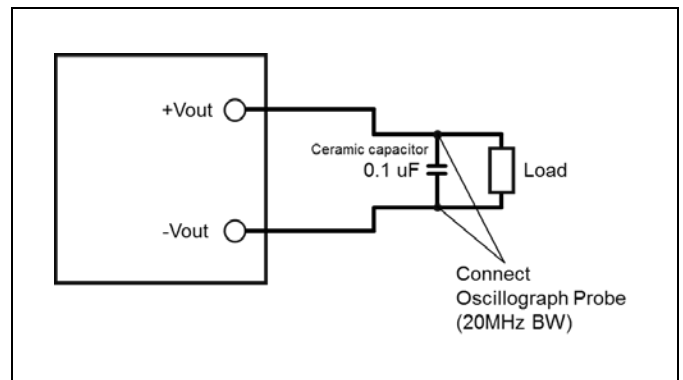 +Vout
Ceramic capacitor
0.1 uF
Load
-Vout
Connect
Oscillograph Probe
(20MHz BW)